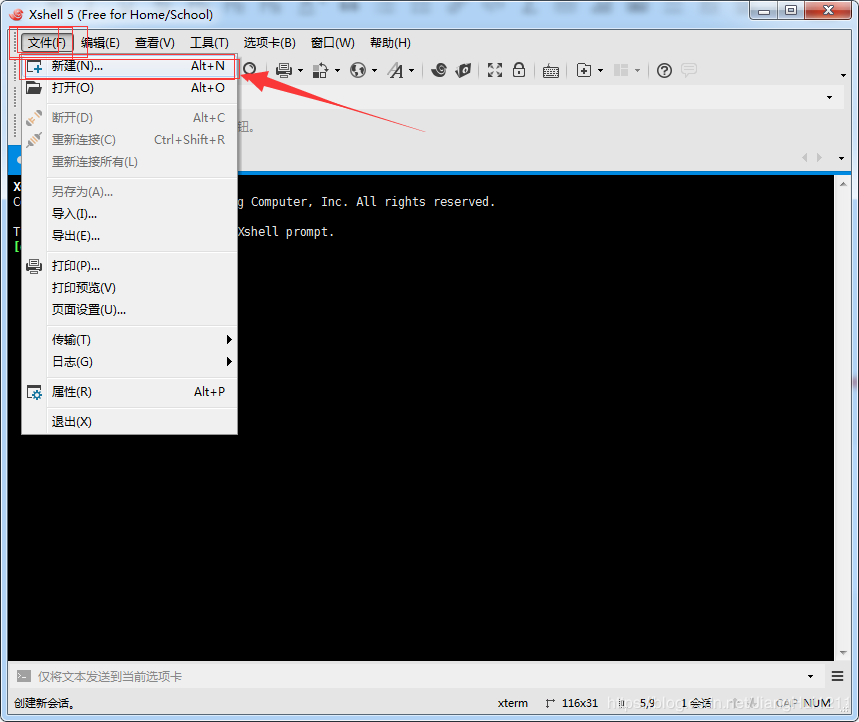 Xshell 5 (Free for Home/School)
文件(F) 编辑(E) 查看(V) 工具(T) 选项卡(B) 窗口(W) 帮助(H)
新建(N)... Alt+N
打开(O) Alt+O
断开(D) Alt+C
钮。
重新连接(C) Ctrl+Shift+R
重新连接所有(L)
另存为(A)...
g Computer, Inc. All rights reserved.
导入(I)...
导出(E)...
Xshell prompt.
打印(P)...
打印预览(V)
页面设置(U)...
传输(T)
日志(G)
属性(R) Alt+P
退出(X)
仅将文本发送到当前选项卡
创建新会话。 xterm 116x31 5,9 1 会话 CAP NUM